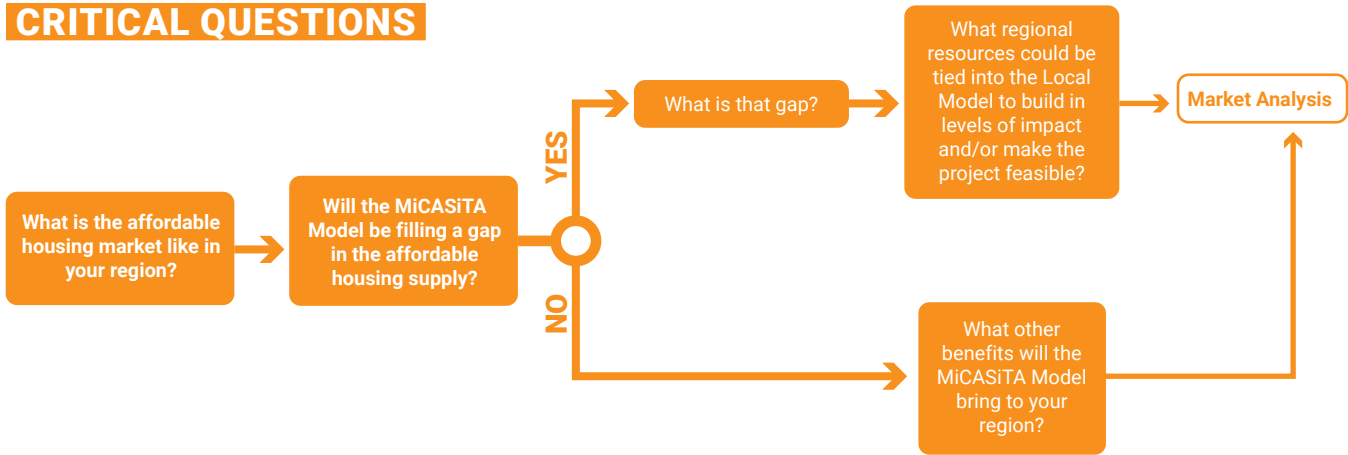 CRITICAL QUESTIONS
What is the affordable
housing market like in
your region?
Will the MiCASiTA
Model be filling a gap
in the affordable
housing supply?
YES
What is that gap?
What regional
resources could be
tied into the Local
Model to build in
levels of impact
and/or make the
project feasible?
Market Analysis
NO
What other
benefits will the
MiCASiTA Model
bring to your
region?